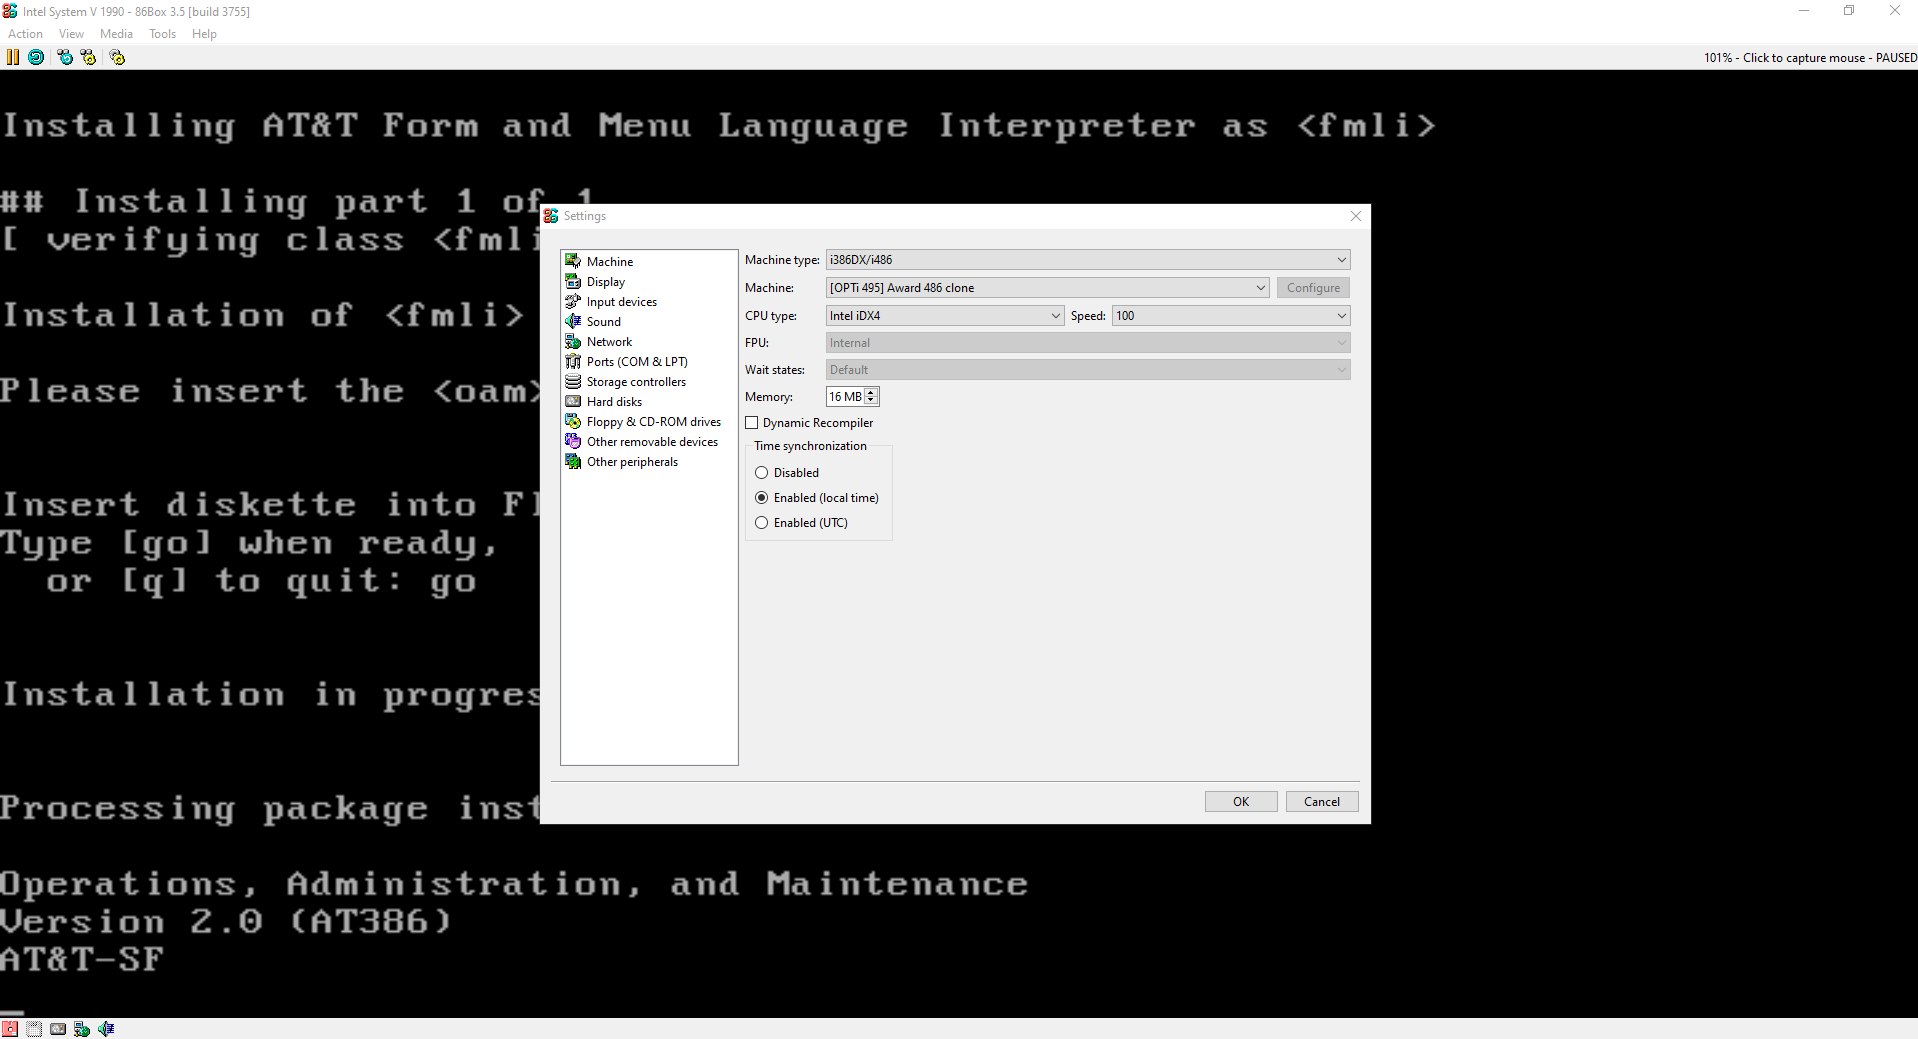 Intel System V 1990 - 86Box 3.5 [build 3755]
Action View Media Tools Help
101% - Click to capture mouse - PAUSED
Installing AT&T Form and Menu Language Interpreter as <fmli>
## Installing part 1 of 1
[ verifying class <fmli
Installation of <fmli>
Please insert the <oam>
Insert diskette into Fl
Type [go] when ready,
or [q] to quit: go
Installation in progres
Processing package inst
Operations, Administration, and Maintenance
Version 2.0 (AT386)
AT&T-SF
Settings
Machine
Display
Input devices
Sound
Network
Ports (COM & LPT)
Storage controllers
Hard disks
Floppy & CD-ROM drives
Other removable devices
Other peripherals
Machine type: i386DX/i486
Machine: [OPTi 495] Award 486 clone Configure
CPU type: Intel iDX4 Speed: 100
FPU: Internal
Wait states: Default
Memory: 16 MB
Dynamic Recompiler
Time synchronization
Disabled
Enabled (local time)
Enabled (UTC)
OK Cancel